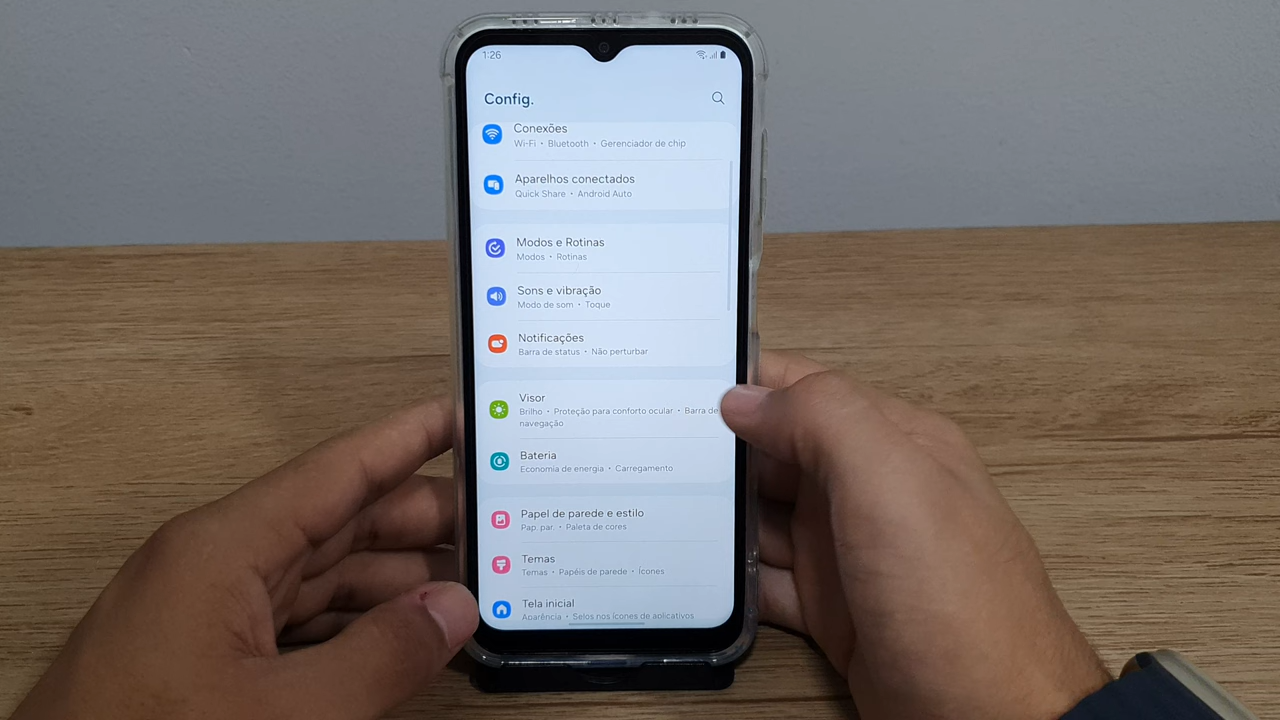 1:26
Config.
Conexões
Wi-Fi • Bluetooth • Gerenciador de chip
Aparelhos conectados
Quick Share • Android Auto
Modos e Rotinas
Modos • Rotinas
Sons e vibração
Modo de som • Toque
Notificações
Barra de status • Não perturbar
Visor
Brilho • Proteção para conforto ocular • Barra de
navegação
Bateria
Economia de energia • Carregamento
Papel de parede e estilo
Pap. par. • Paleta de cores
Temas
Temas • Papéis de parede • Ícones
Tela inicial
Aparência • Selos nos ícones de aplicativos